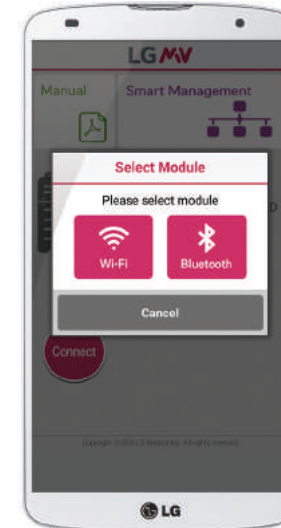 LG MV
Manual Smart Management
Select Module
Please select module
Wi-Fi Bluetooth
Cancel
Connect
LG